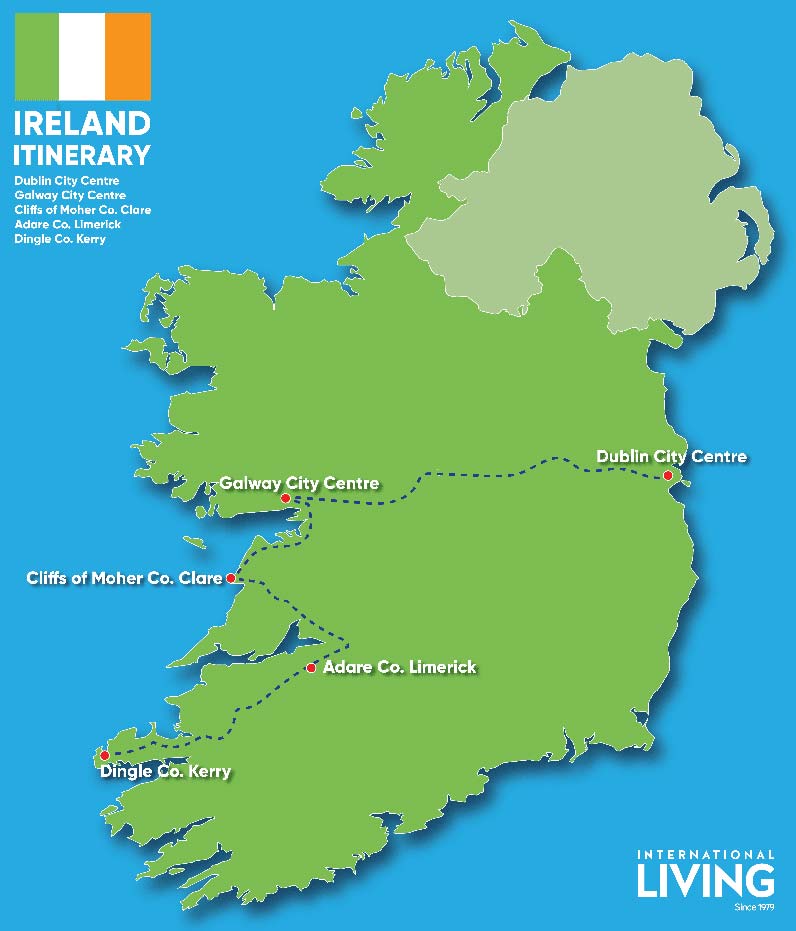 IRELAND
ITINERARY
Dublin City Centre
Galway City Centre
Cliffs of Moher Co. Clare
Adare Co. Limerick
Dingle Co. Kerry
Dublin City Centre
Galway City Centre
Cliffs of Moher Co. Clare
Adare Co. Limerick
Dingle Co. Kerry
INTERNATIONAL
LIVING
Since 1979